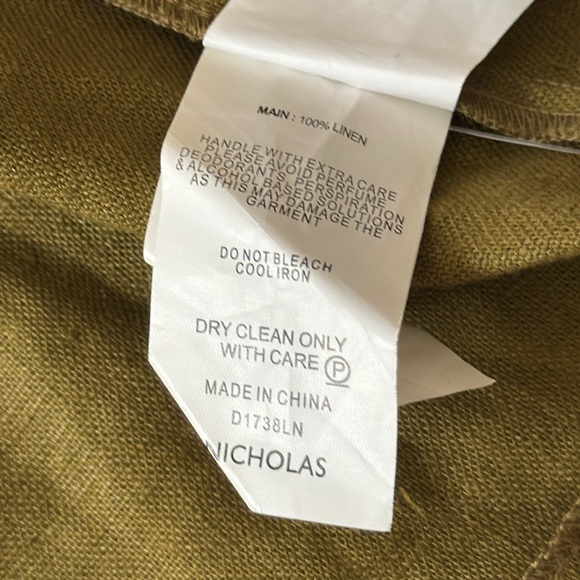 MAIN : 100% LINEN
HANDLE WITH EXTRA CARE
PLEASE AVOID PERFUME
DEODORANTS, PERSPIRATION
& ALCOHOL BASED SOLUTIONS
AS THIS MAY DAMAGE THE
GARMENT
DO NOT BLEACH
COOL IRON
DRY CLEAN ONLY
WITH CARE P
MADE IN CHINA
D1738LN
NICHOLAS